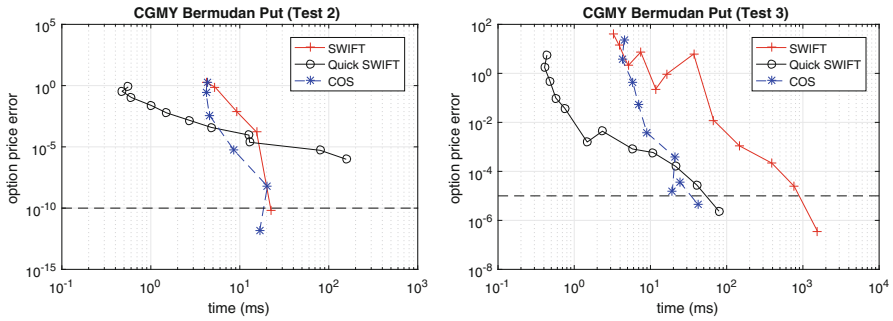 CGMY Bermudan Put (Test 2)
option price error
10^5
10^0
10^-5
10^-10
10^-15
SWIFT
Quick SWIFT
COS
10^-1
10^0
10^1
10^2
10^3
time (ms)
CGMY Bermudan Put (Test 3)
option price error
10^2
10^0
10^-2
10^-4
10^-6
10^-8
SWIFT
Quick SWIFT
COS
10^-1
10^0
10^1
10^2
10^3
10^4
time (ms)